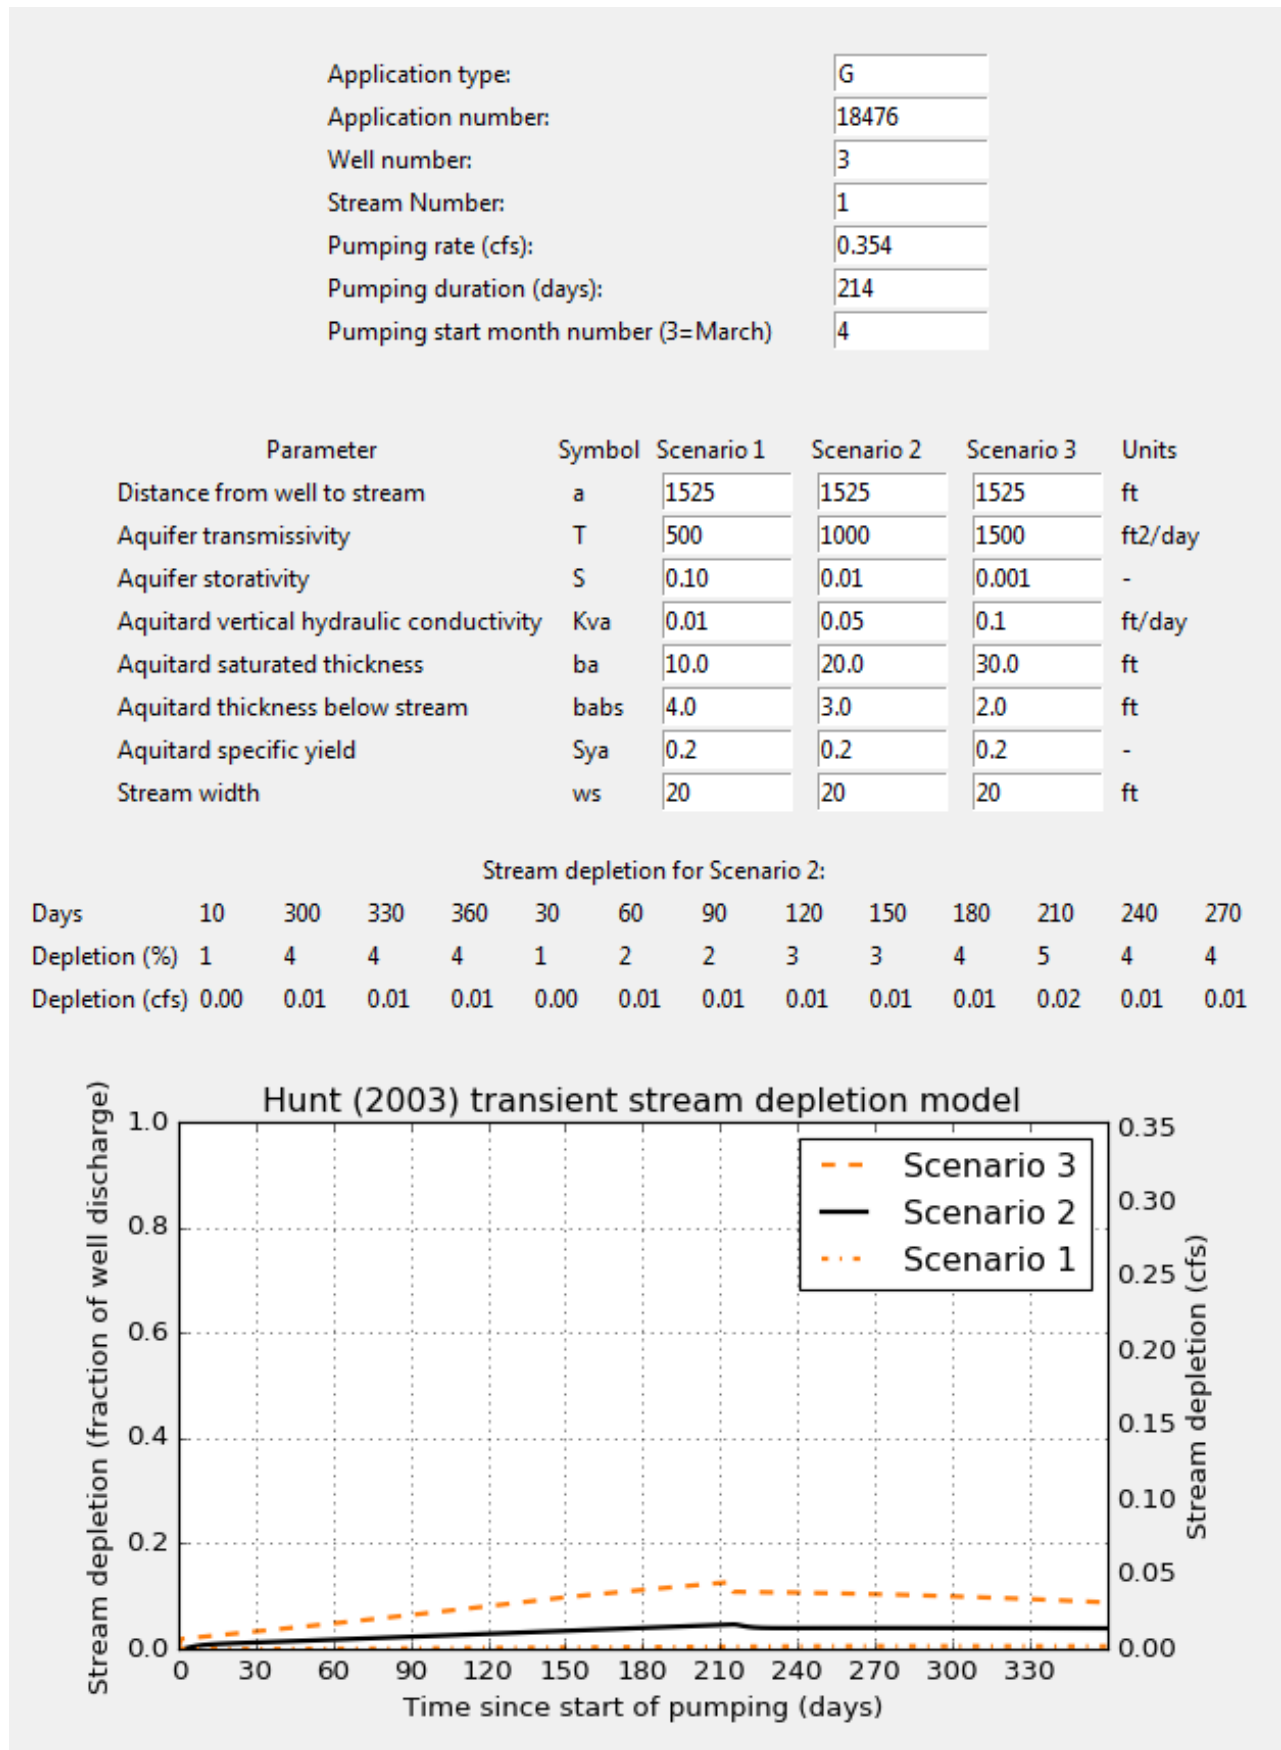 Application type: G
Application number: 18476
Well number: 3
Stream Number: 1
Pumping rate (cfs): 0.354
Pumping duration (days): 214
Pumping start month number (3=March) 4
Parameter Symbol Scenario 1 Scenario 2 Scenario 3 Units
Distance from well to stream a 1525 1525 1525 ft
Aquifer transmissivity T 500 1000 1500 ft2/day
Aquifer storativity S 0.10 0.01 0.001 -
Aquitard vertical hydraulic conductivity Kva 0.01 0.05 0.1 ft/day
Aquitard saturated thickness ba 10.0 20.0 30.0 ft
Aquitard thickness below stream babs 4.0 3.0 2.0 ft
Aquitard specific yield Sya 0.2 0.2 0.2 -
Stream width ws 20 20 20 ft
Stream depletion for Scenario 2:
Days 10 300 330 360 30 60 90 120 150 180 210 240 270
Depletion (%) 1 4 4 4 1 2 2 3 3 4 5 4 4
Depletion (cfs) 0.00 0.01 0.01 0.01 0.00 0.01 0.01 0.01 0.01 0.01 0.02 0.01 0.01
Hunt (2003) transient stream depletion model
Stream depletion (fraction of well discharge)
1.0
0.8
0.6
0.4
0.2
0.0
Scenario 3
Scenario 2
Scenario 1
0.35
0.30
0.25
0.20
0.15
0.10
0.05
0.00
Stream depletion (cfs)
0 30 60 90 120 150 180 210 240 270 300 330
Time since start of pumping (days)